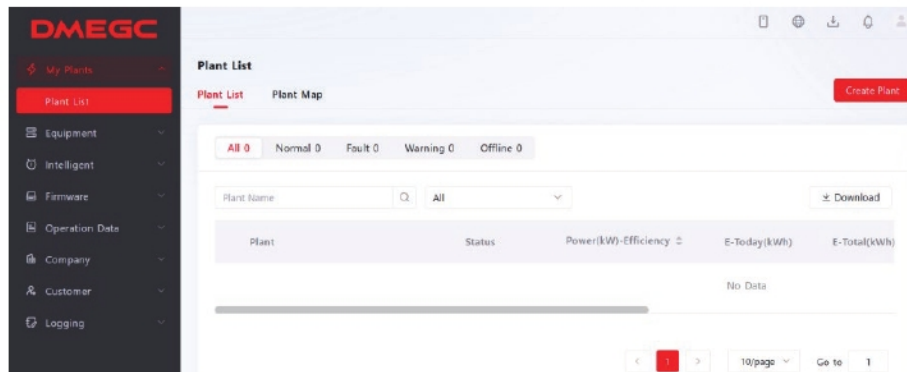 DMEGC
My Plants
Plant List
Equipment
Intelligent
Firmware
Operation Data
Company
Customer
Logging
Plant List
Plant List Plant Map
Create Plant
All 0 Normal 0 Fault 0 Warning 0 Offline 0
Plant Name All Download
Plant Status Power(kW)-Efficiency E-Today(kWh) E-Total(kWh)
No Data
< 1 > 10/page Go to 1